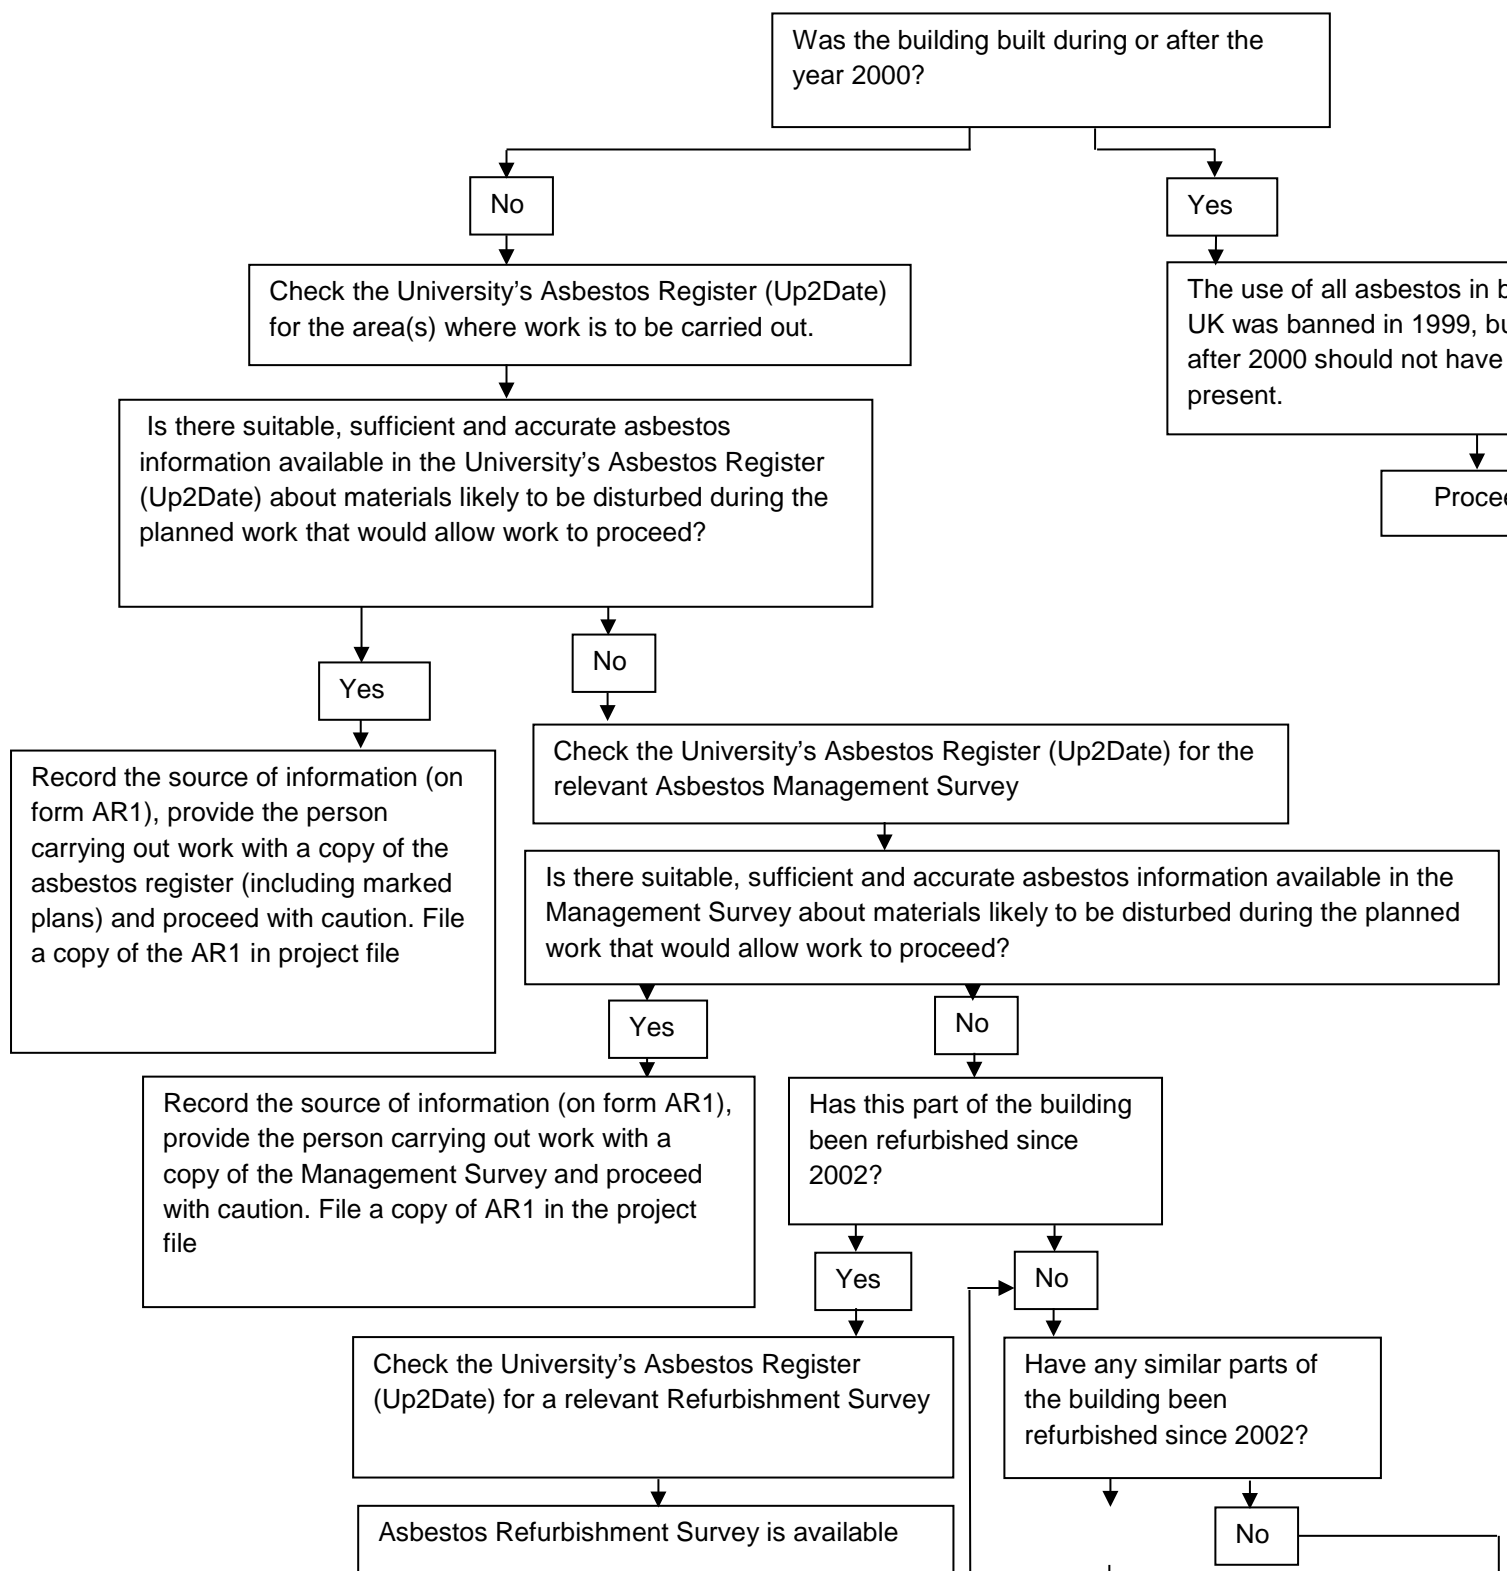 Was the building built during or after the
year 2000?
No
Yes
Check the University’s Asbestos Register (Up2Date)
for the area(s) where work is to be carried out.
The use of all asbestos in
UK was banned in 1999,
after 2000 should not have
present.
Is there suitable, sufficient and accurate asbestos
information available in the University’s Asbestos Register
(Up2Date) about materials likely to be disturbed during the
planned work that would allow work to proceed?
Yes
No
Record the source of information (on
form AR1), provide the person
carrying out work with a copy of the
asbestos register (including marked
plans) and proceed with caution. File
a copy of the AR1 in project file
Check the University’s Asbestos Register (Up2Date) for the
relevant Asbestos Management Survey
Is there suitable, sufficient and accurate asbestos information available in the
Management Survey about materials likely to be disturbed during the planned
work that would allow work to proceed?
Yes
No
Record the source of information (on form AR1),
provide the person carrying out work with a
copy of the Management Survey and proceed
with caution. File a copy of AR1 in the project
file
Has this part of the building
been refurbished since
2002?
Yes
No
Check the University’s Asbestos Register
(Up2Date) for a relevant Refurbishment Survey
Have any similar parts of
the building been
refurbished since 2002?
Asbestos Refurbishment Survey is available
No